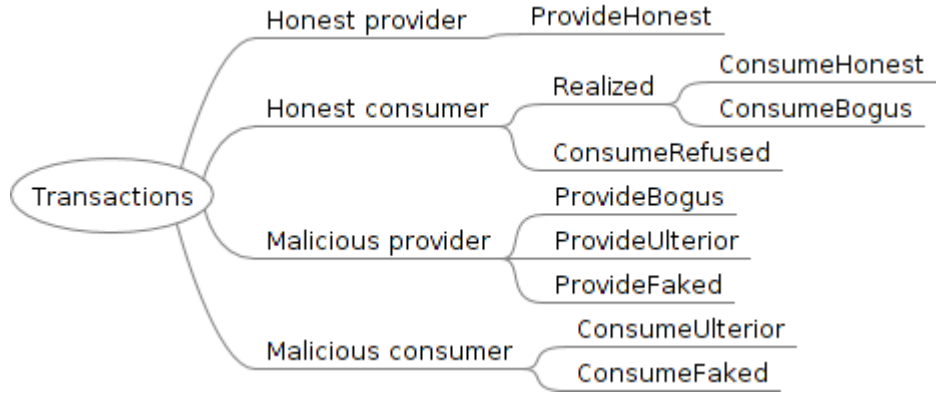 Transactions
Honest provider
ProvideHonest
Honest consumer
Realized
ConsumeHonest
ConsumeBogus
ConsumeRefused
Malicious provider
ProvideBogus
ProvideUlterior
ProvideFaked
Malicious consumer
ConsumeUlterior
ConsumeFaked